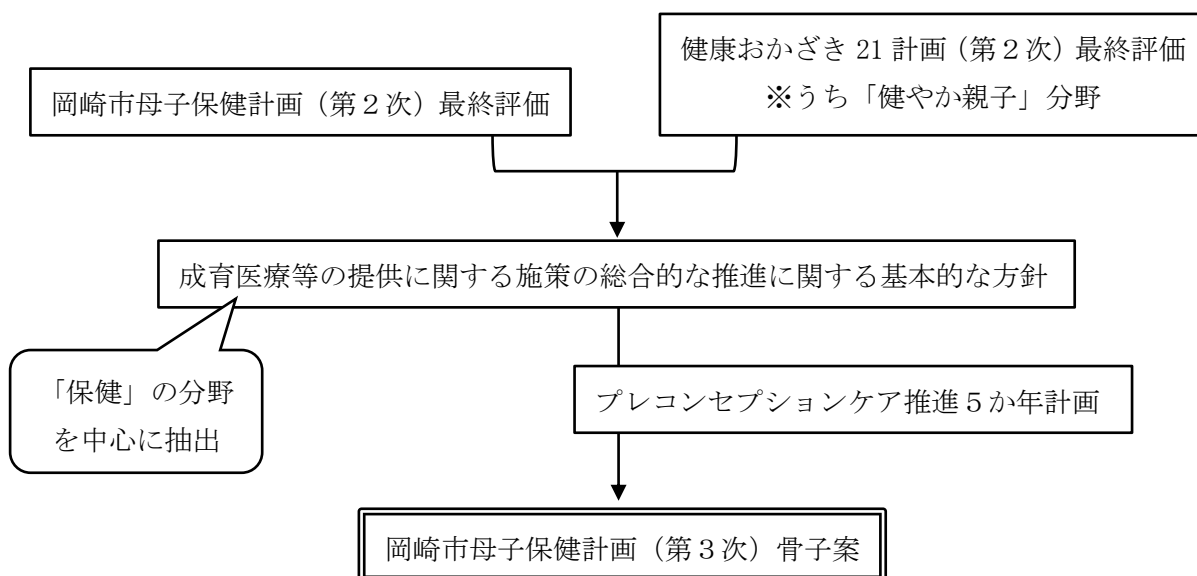 健康おかざき 21 計画（第２次）最終評価
※うち「健やか親子」分野
岡崎市母子保健計画（第２次）最終評価
成育医療等の提供に関する施策の総合的な推進に関する基本的な方針
「保健」の分野
を中心に抽出
プレコンセプションケア推進５か年計画
岡崎市母子保健計画（第３次）骨子案